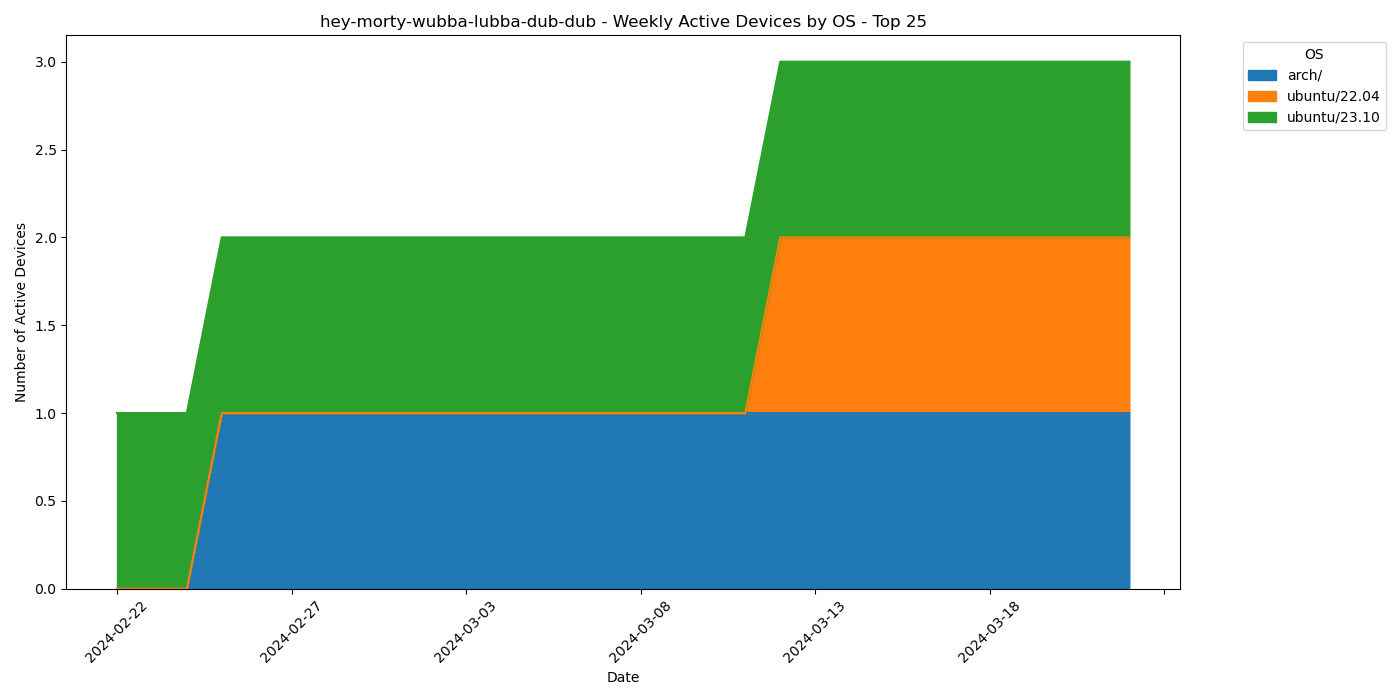 hey-morty-wubba-lubba-dub-dub - Weekly Active Devices by OS - Top 25
OS
arch/
ubuntu/22.04
ubuntu/23.10
Number of Active Devices
3.0
2.5
2.0
1.5
1.0
0.5
0.0
2024-02-22
2024-02-27
2024-03-03
2024-03-08
2024-03-13
2024-03-18
Date